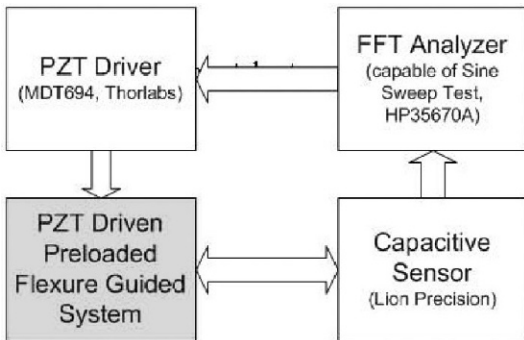 PZT Driver
(MDT694, Thorlabs)
FFT Analyzer
(capable of Sine
Sweep Test,
HP35670A)
PZT Driven
Preloaded
Flexure Guided
System
Capacitive
Sensor
(Lion Precision)